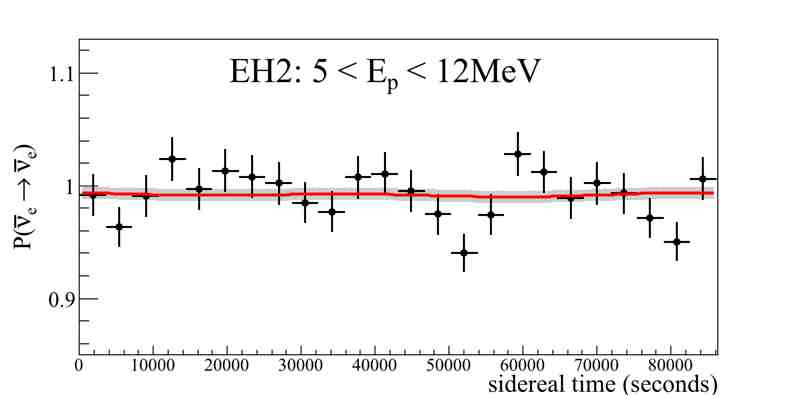 EH2: 5 < Eₚ < 12MeV
P(ν̅ₑ → ν̅ₑ)
1.1
1
0.9
0 10000 20000 30000 40000 50000 60000 70000 80000
sidereal time (seconds)